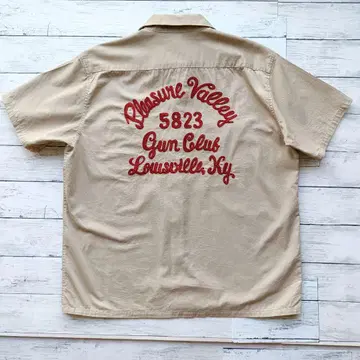 Pleasure Valley
5823
Gun Club
Louisville, Ky